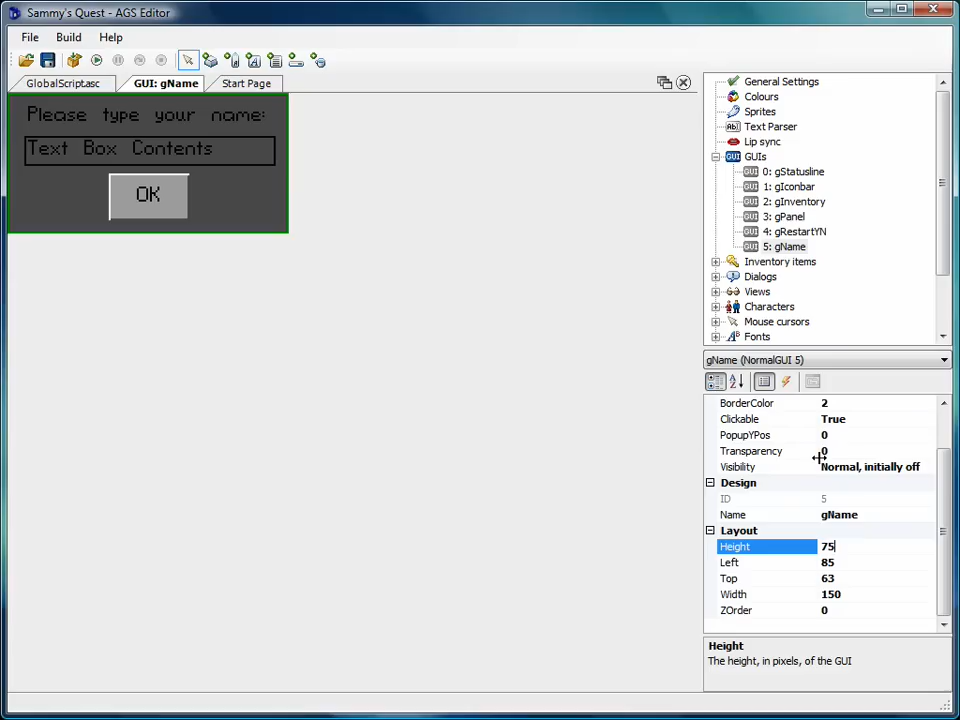 Sammy's Quest - AGS Editor
File Build Help
GlobalScript.asc
GUI: gName
Start Page
Please type your name:
Text Box Contents
OK
General Settings
Colours
Sprites
Text Parser
Lip sync
GUIs
0: gStatusline
1: gIconbar
2: gInventory
3: gPanel
4: gRestartYN
5: gName
Inventory items
Dialogs
Views
Characters
Mouse cursors
Fonts
gName (NormalGUI 5)
BorderColor 2
Clickable True
PopupYPos 0
Transparency 0
Visibility Normal, initially off
Design
ID 5
Name gName
Layout
Height 75
Left 85
Top 63
Width 150
ZOrder 0
Height
The height, in pixels, of the GUI